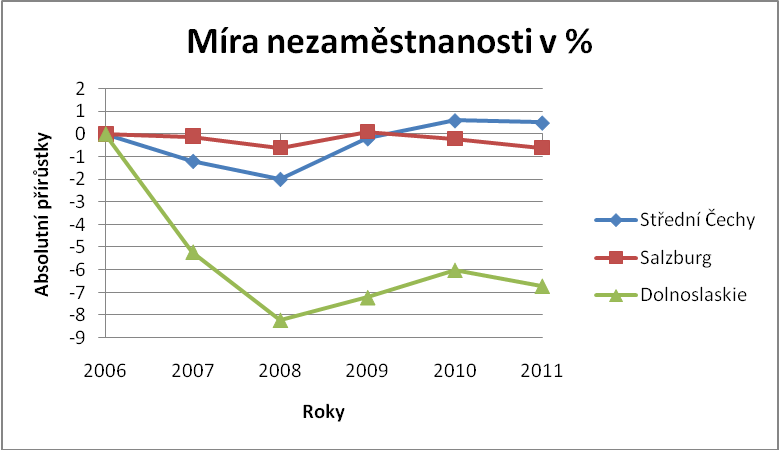 Míra nezaměstnanosti v %
Absolutní přírůstky
2
1
0
-1
-2
-3
-4
-5
-6
-7
-8
-9
2006 2007 2008 2009 2010 2011
Roky
Střední Čechy
Salzburg
Dolnoslaskie